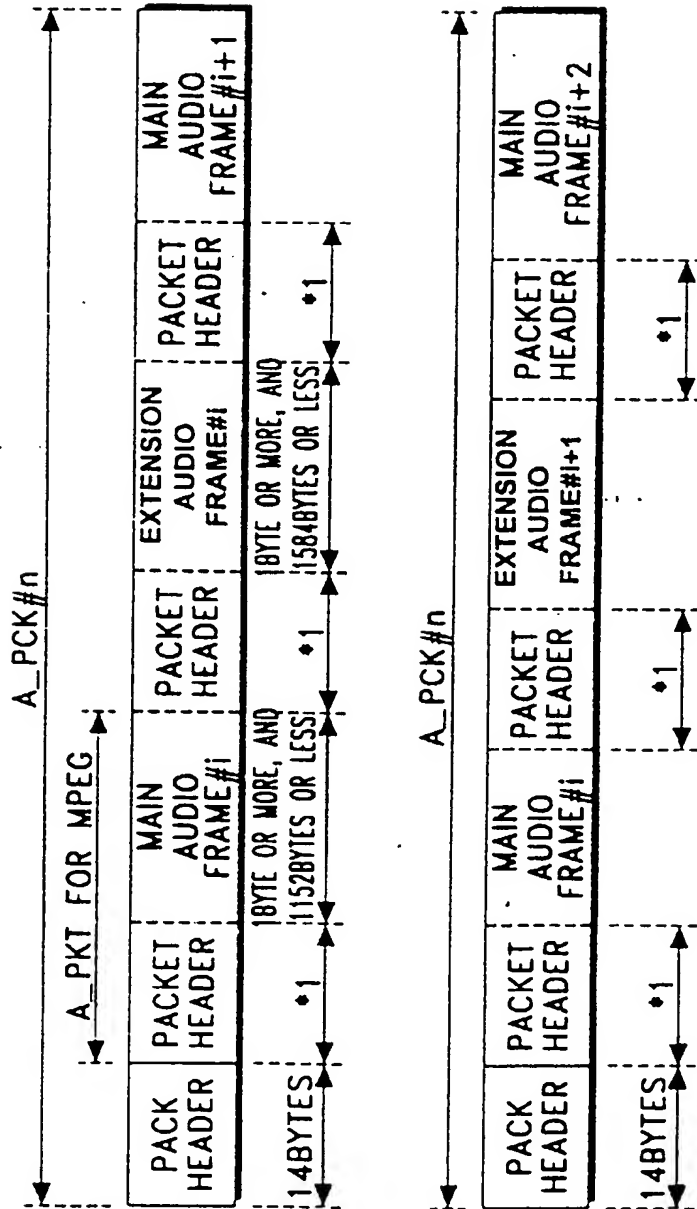 A_PCK#n
A_PKT FOR MPEG
PACK
HEADER
PACKET
HEADER
MAIN
AUDIO
FRAME#i
PACKET
HEADER
EXTENSION
AUDIO
FRAME#i
PACKET
HEADER
MAIN
AUDIO
FRAME#i+1
14BYTES
*1
1BYTE OR MORE, AND
1152BYTES OR LESS
*1
1BYTE OR MORE, AND
1584BYTES OR LESS
*1
A_PCK#n
PACK
HEADER
PACKET
HEADER
MAIN
AUDIO
FRAME#i
PACKET
HEADER
EXTENSION
AUDIO
FRAME#i+1
PACKET
HEADER
MAIN
AUDIO
FRAME#i+2
14BYTES
*1
*1
*1